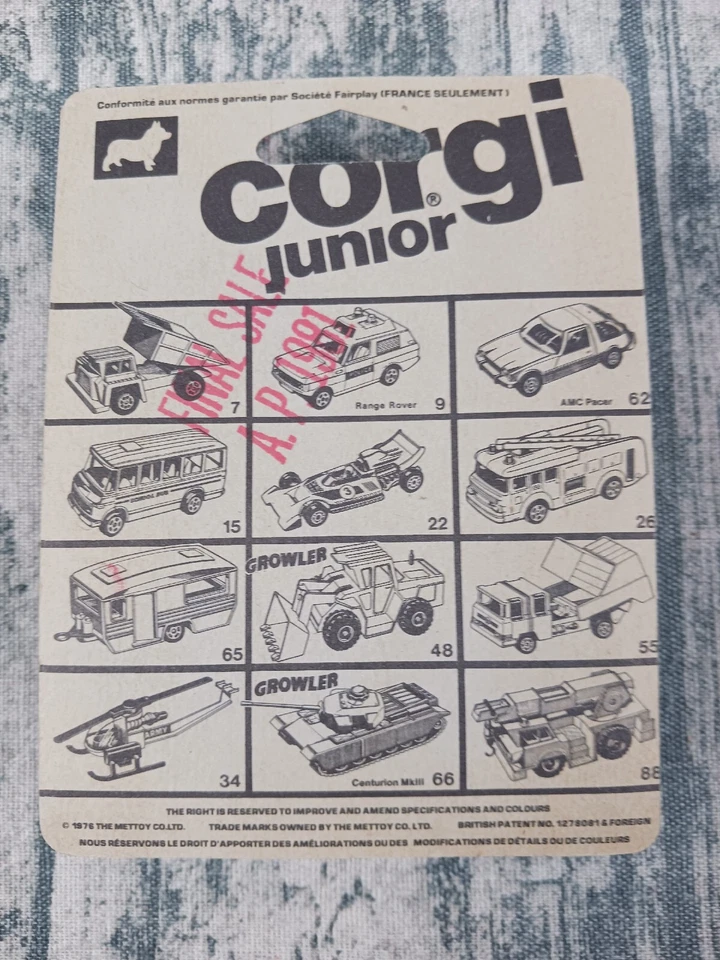 Conformité aux normes garantie par Société Fairplay (FRANCE SEULEMENT)
corgi®
junior
FINAL SALE
A.P. 1981
7
Range Rover 9
AMC Pacer 62
SCHOOL BUS
15
3
22
26
65
GROWLER
48
55
ARMY
34
GROWLER
Centurion MkIII 66
88
THE RIGHT IS RESERVED TO IMPROVE AND AMEND SPECIFICATIONS AND COLOURS
© 1976 THE METTOY CO. LTD. TRADE MARKS OWNED BY THE METTOY CO. LTD. BRITISH PATENT NO. 1278081 & FOREIGN
NOUS RÉSERVONS LE DROIT D'APPORTER DES AMÉLIORATIONS OU DES MODIFICATIONS DE DÉTAILS OU DE COULEURS